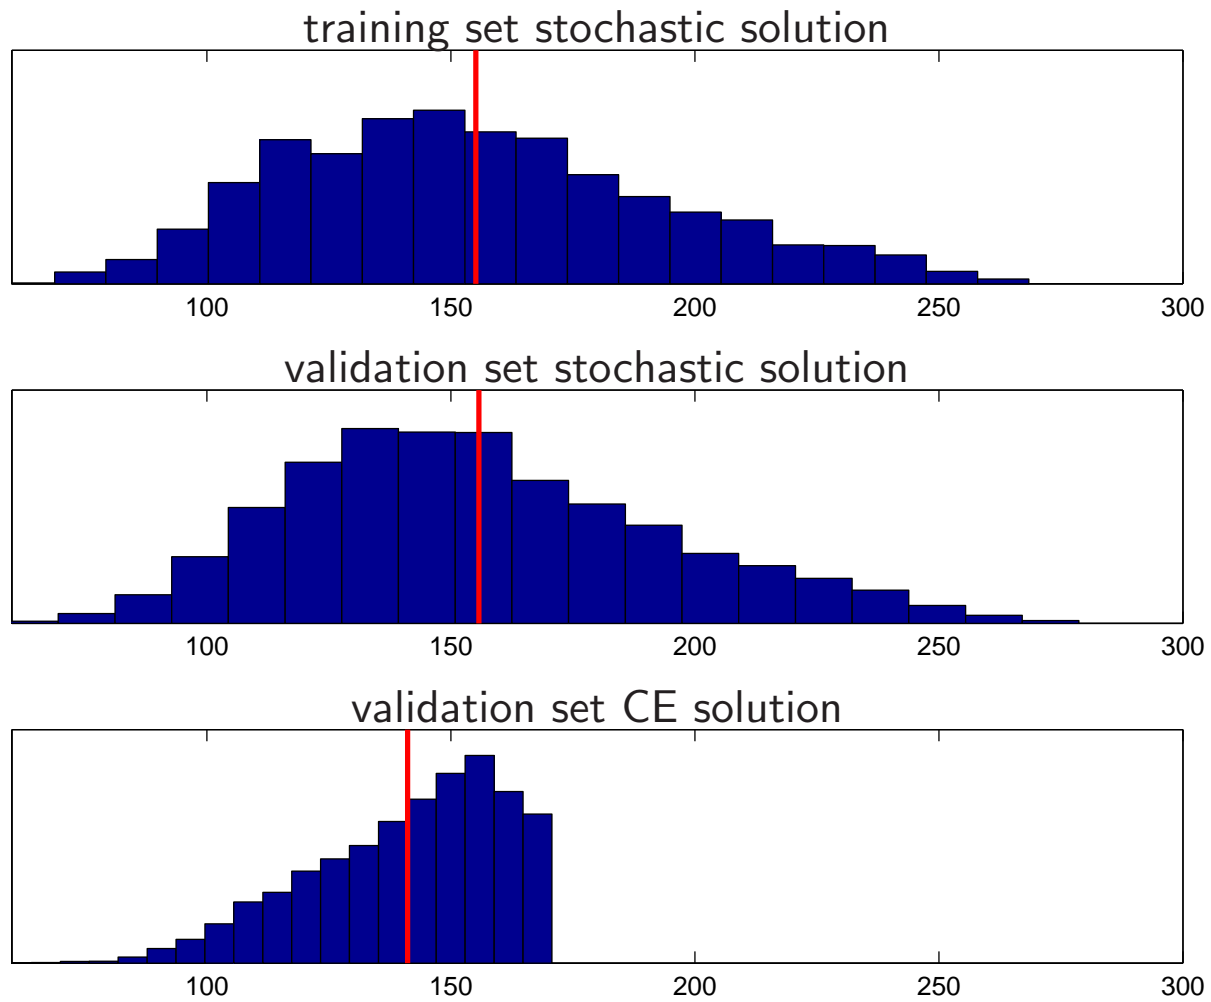 training set stochastic solution
100 150 200 250 300
validation set stochastic solution
100 150 200 250 300
validation set CE solution
100 150 200 250 300